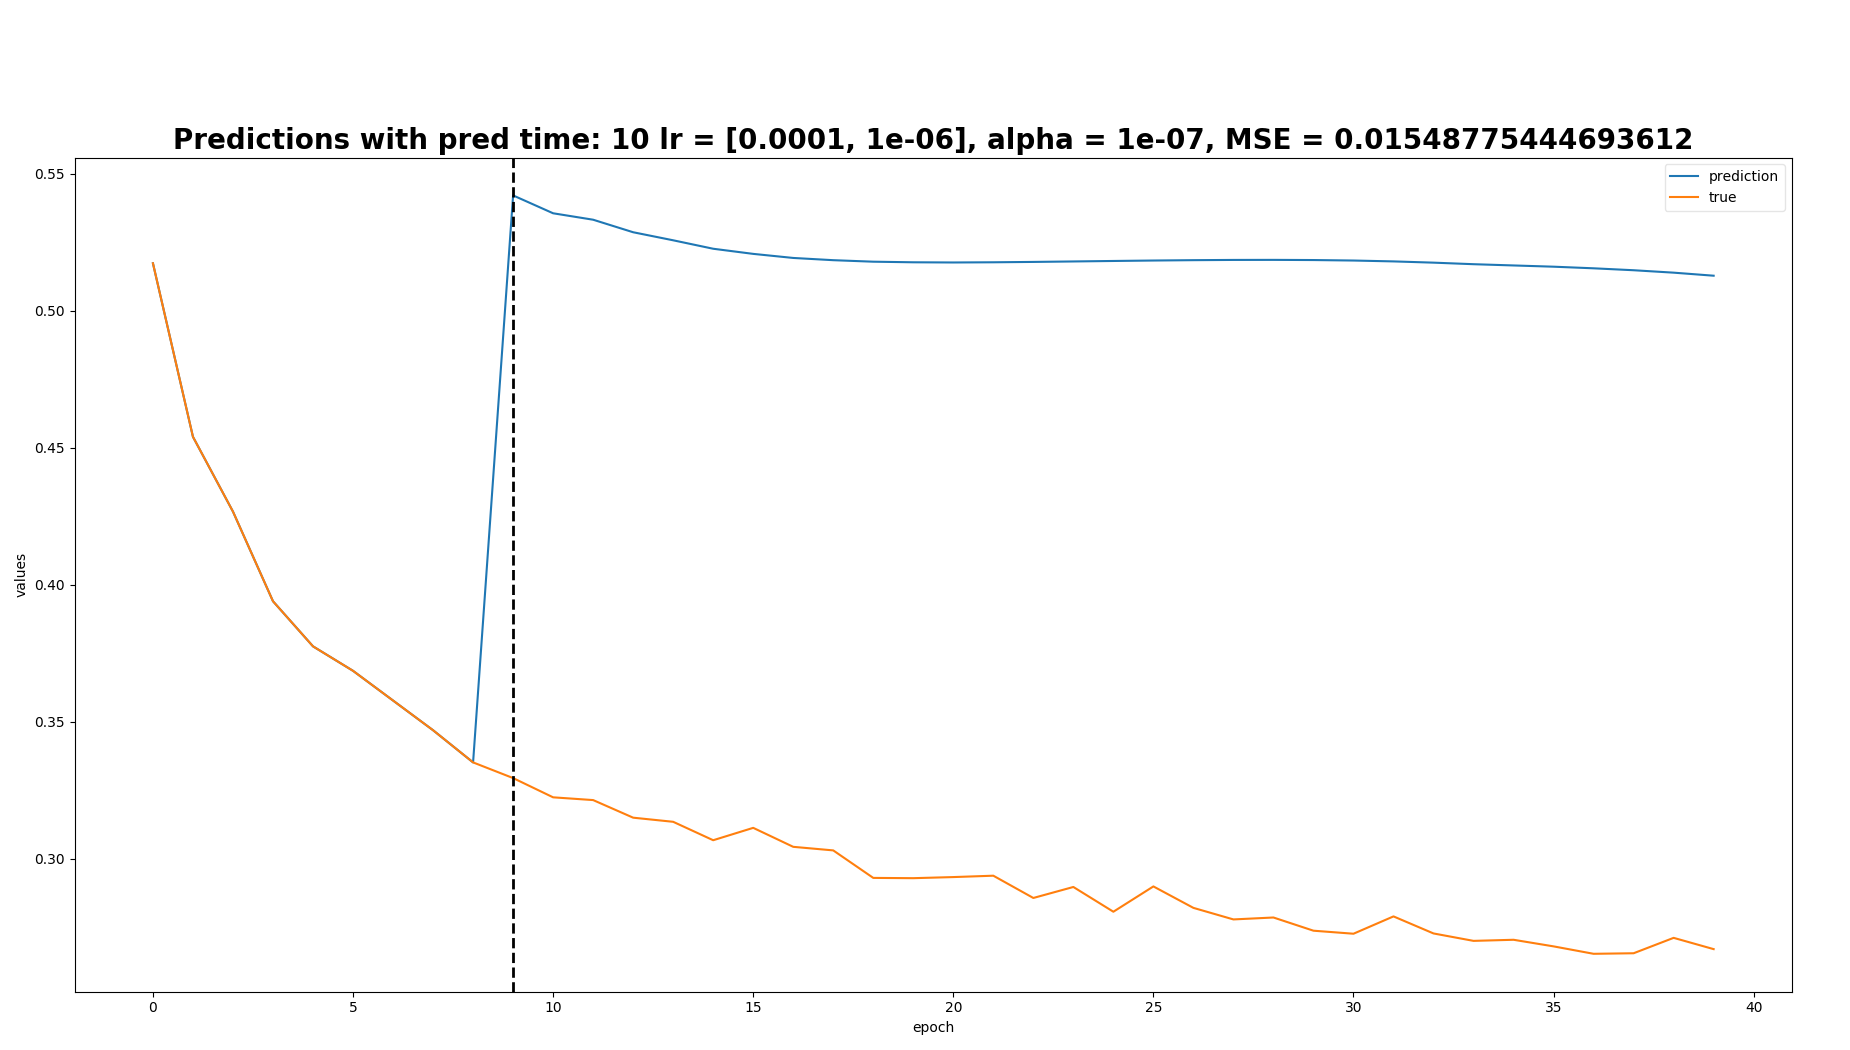 Predictions with pred time: 10 lr = [0.0001, 1e-06], alpha = 1e-07, MSE = 0.01548775444693612
prediction
true
0.55
0.50
0.45
0.40
0.35
0.30
values
0 5 10 15 20 25 30 35 40
epoch